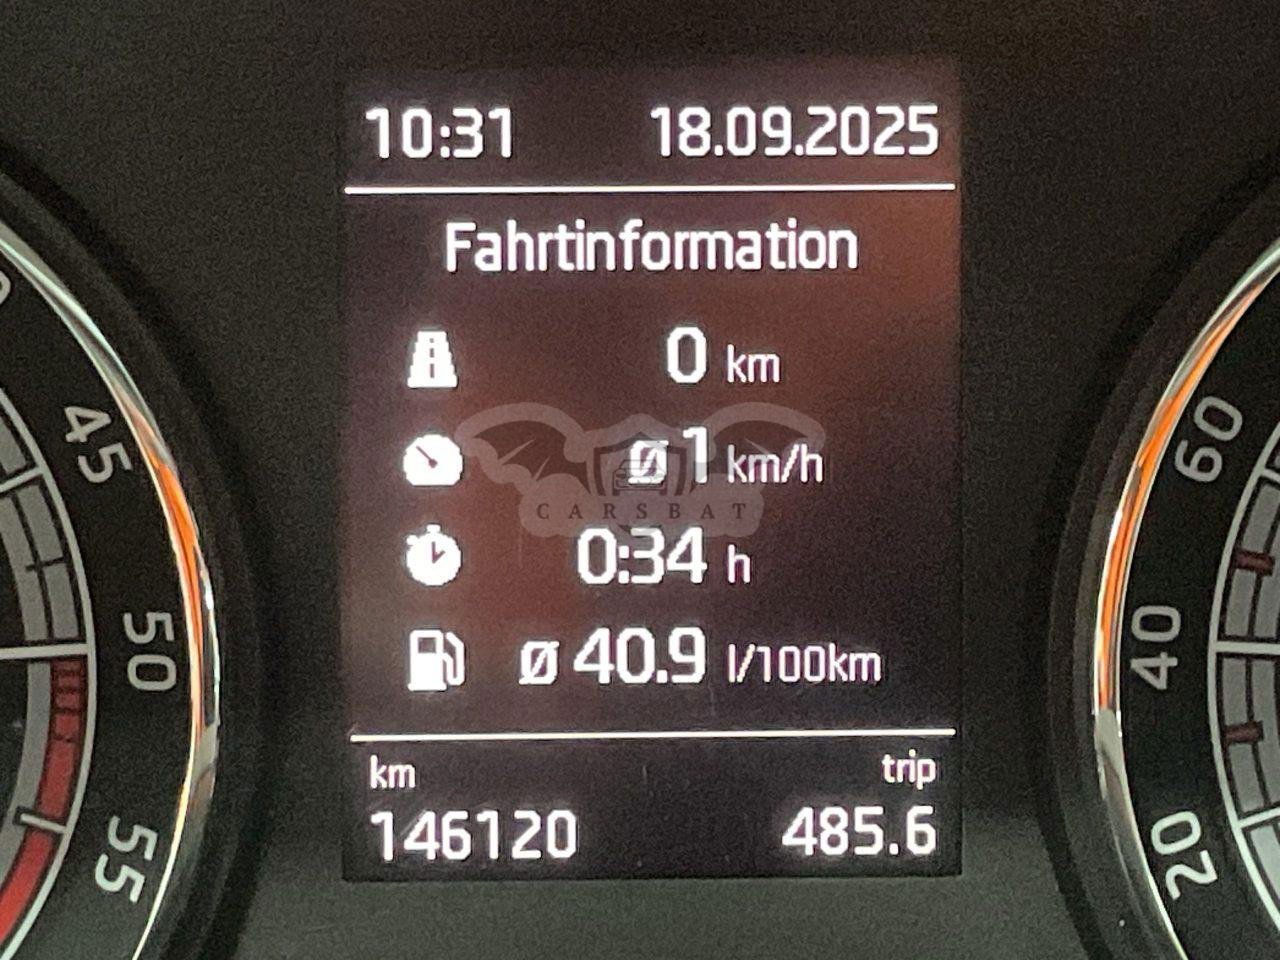 10:31 18.09.2025
Fahrtinformation
0 km
ø 1 km/h
CARSBAT
0:34 h
ø 40.9 l/100km
km trip
146120 485.6
45
50
55
60
40
20